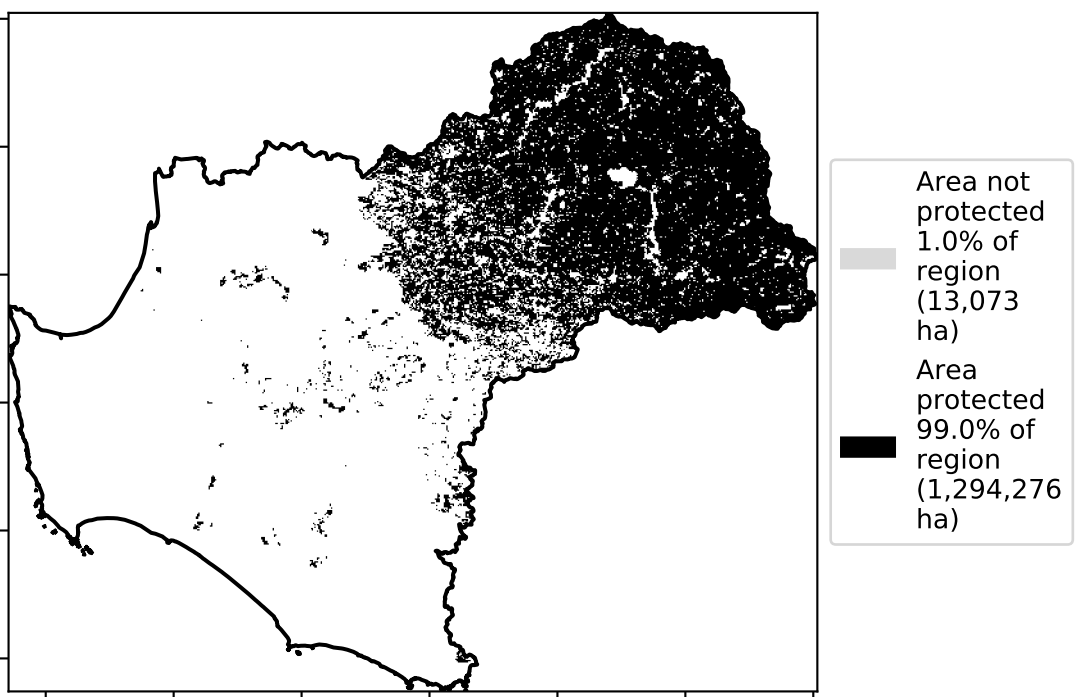 Area not
protected
1.0% of
region
(13,073
ha)
Area
protected
99.0% of
region
(1,294,276
ha)